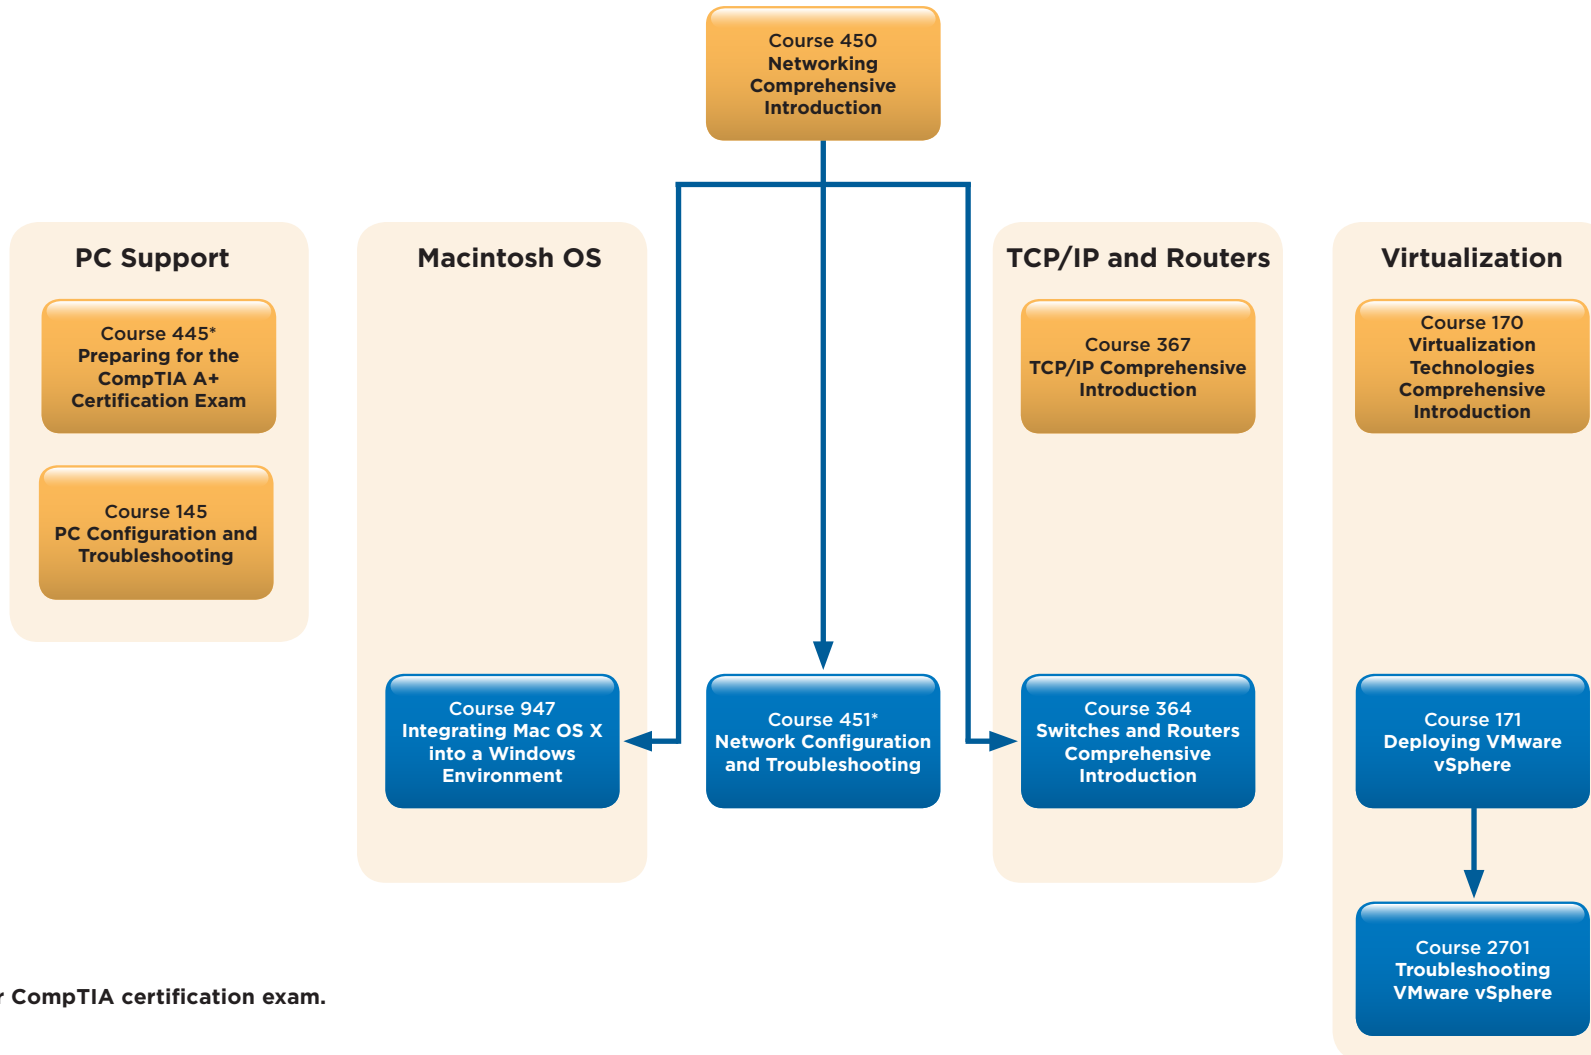 Course 450
Networking
Comprehensive
Introduction
PC Support
Course 445*
Preparing for the
CompTIA A+
Certification Exam
Course 145
PC Configuration and
Troubleshooting
Macintosh OS
Course 947
Integrating Mac OS X
into a Windows
Environment
Course 451*
Network Configuration
and Troubleshooting
TCP/IP and Routers
Course 367
TCP/IP Comprehensive
Introduction
Course 364
Switches and Routers
Comprehensive
Introduction
Virtualization
Course 170
Virtualization
Technologies
Comprehensive
Introduction
Course 171
Deploying VMware
vSphere
Course 2701
Troubleshooting
VMware vSphere
CompTIA certification exam.